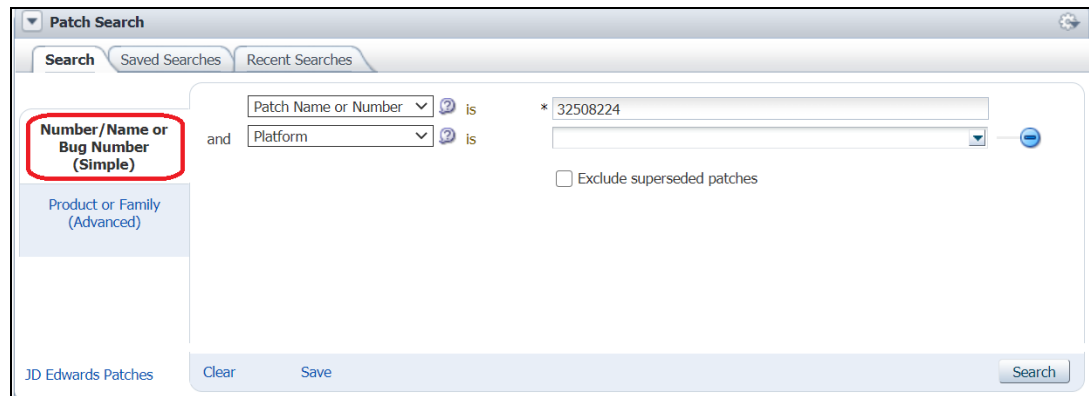 Patch Search
Search Saved Searches Recent Searches
Patch Name or Number is * 32508224
Number/Name or Bug Number (Simple)
and Platform is
Exclude superseded patches
Product or Family (Advanced)
JD Edwards Patches
Clear Save Search